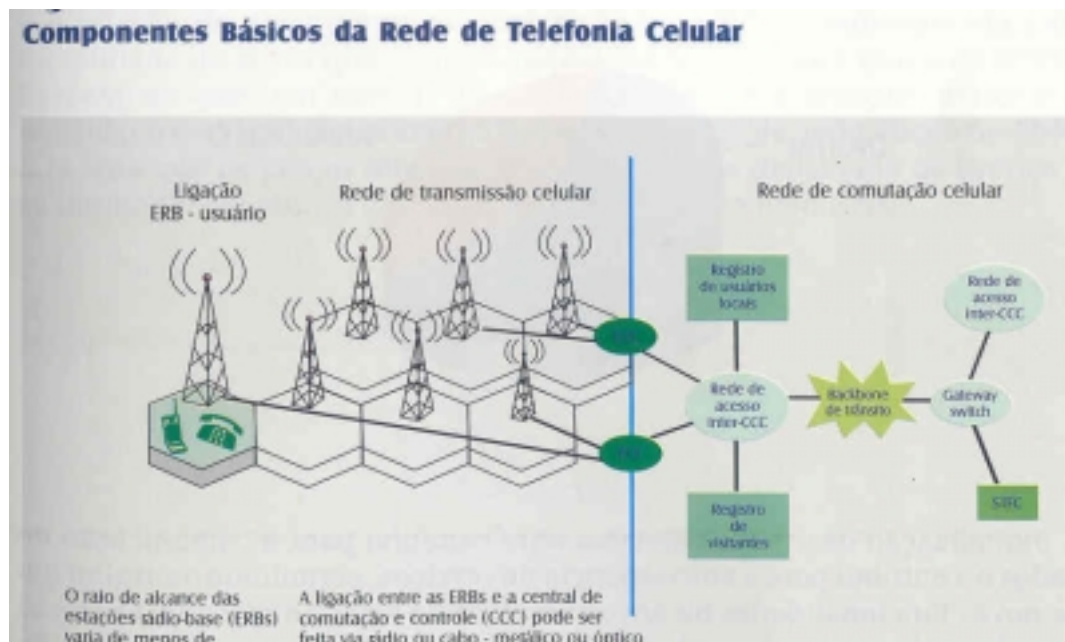 Componentes Básicos da Rede de Telefonia Celular
Ligação
ERB - usuário
Rede de transmissão celular
Rede de comutação celular
Registro
de usuários
locais
Rede de
acesso
Inter-CCC
Rede de
acesso
Inter-CCC
Backbone
de trânsito
Gateway
switch
STFC
Registro
de
visitantes
O raio de alcance das
estações rádio-base (ERBs)
varia de menos de
A ligação entre as ERBs e a central de
comutação e controle (CCC) pode ser
feita via rádio ou cabo - metálico ou óptico